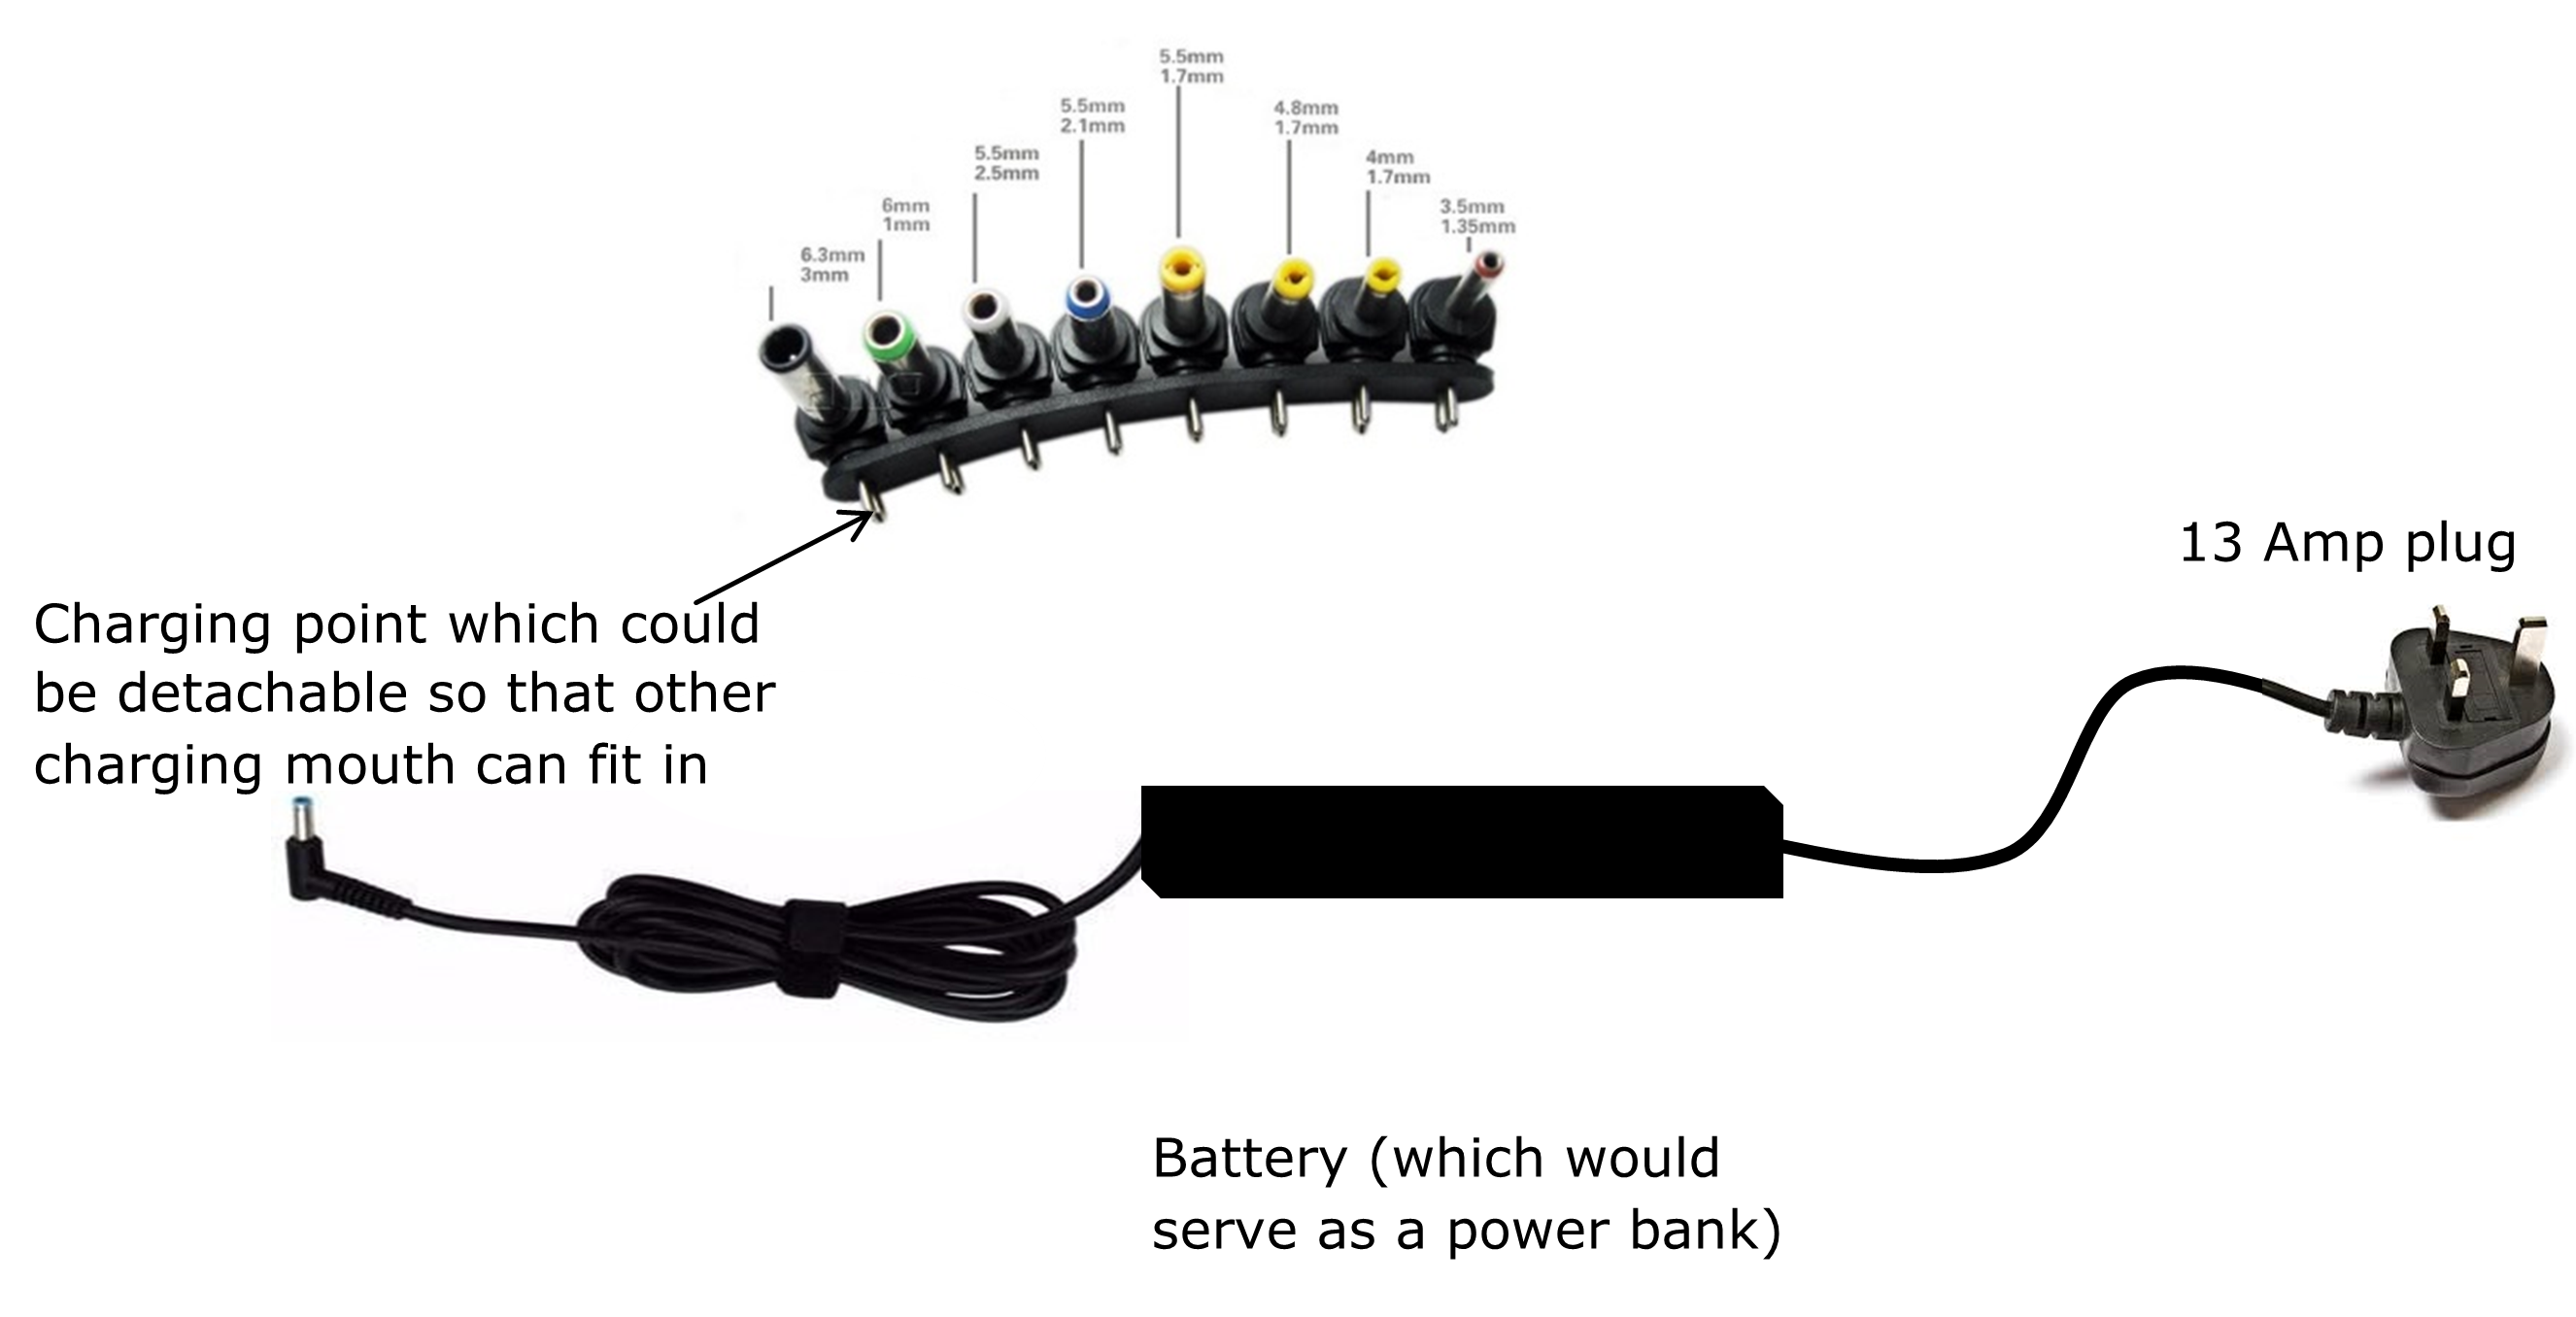 5.5mm
1.7mm
5.5mm
2.1mm
4.8mm
1.7mm
5.5mm
2.5mm
4mm
1.7mm
6mm
1mm
3.5mm
1.35mm
6.3mm
3mm
13 Amp plug
Charging point which could
be detachable so that other
charging mouth can fit in
Battery (which would
serve as a power bank)